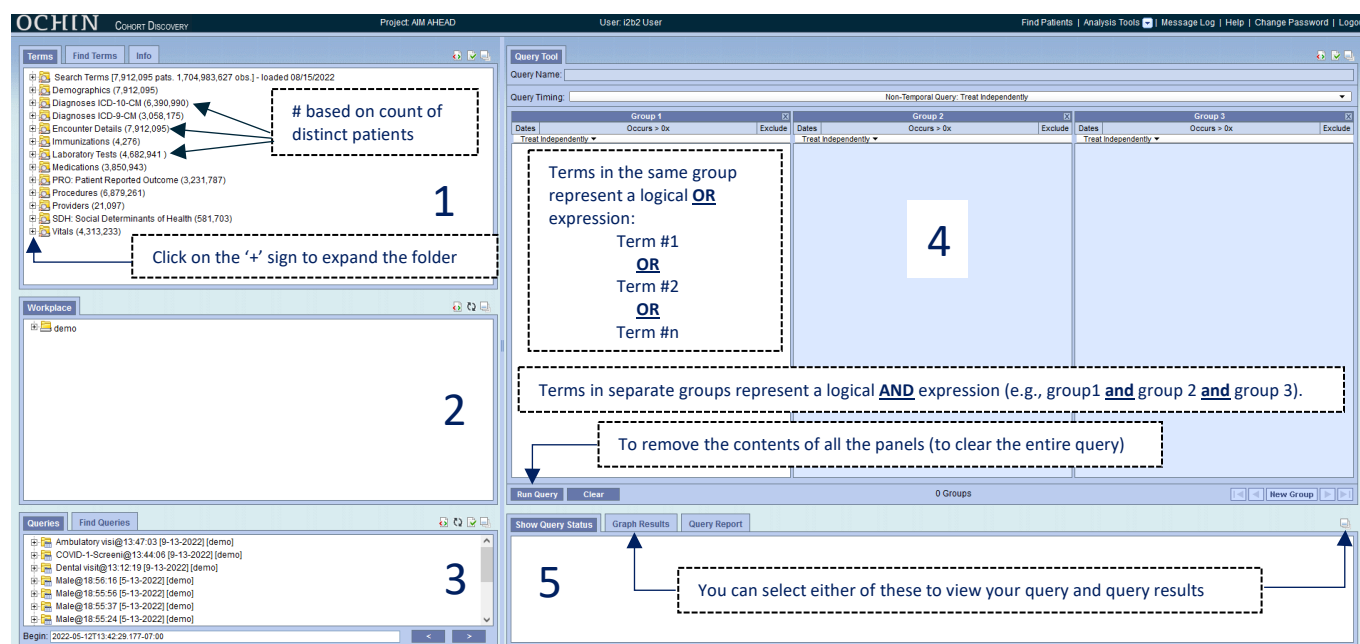 OCHIN COHORT DISCOVERY Project: AIM AHEAD User: i2b2 User Find Patients | Analysis Tools | Message Log | Help | Change Password | Logout
Terms Find Terms Info
Search Terms [7,912,095 pats. 1,704,983,627 obs.] - loaded 08/15/2022
Demographics (7,912,095)
Diagnoses ICD-10-CM (6,390,990)
Diagnoses ICD-9-CM (3,058,175)
Encounter Details (7,912,095)
Immunizations (4,276)
Laboratory Tests (4,682,941 )
Medications (3,850,943)
PRO: Patient Reported Outcome (3,231,787)
Procedures (6,879,261)
Providers (21,097)
SDH: Social Determinants of Health (581,703)
Vitals (4,313,233)
# based on count of
distinct patients
1
Click on the '+' sign to expand the folder
Workplace
demo
2
Queries Find Queries
Ambulatory visi@13:47:03 [9-13-2022] [demo]
COVID-1-Screeni@13:44:06 [9-13-2022] [demo]
Dental visit@13:12:19 [9-13-2022] [demo]
Male@18:56:16 [5-13-2022] [demo]
Male@18:55:56 [5-13-2022] [demo]
Male@18:55:37 [5-13-2022] [demo]
Male@18:55:24 [5-13-2022] [demo]
3
Begin: 2022-05-12T13:42:29.177-07:00 < >
Query Tool
Query Name:
Query Timing: Non-Temporal Query: Treat Independently
Group 1 X Group 2 X Group 3 X
Dates Occurs > 0x Exclude Dates Occurs > 0x Exclude Dates Occurs > 0x Exclude
Treat Independently Treat Independently Treat Independently
Terms in the same group
represent a logical OR
expression:
Term #1
OR
Term #2
OR
Term #n
4
Terms in separate groups represent a logical AND expression (e.g., group1 and group 2 and group 3).
To remove the contents of all the panels (to clear the entire query)
Run Query Clear 0 Groups New Group
Show Query Status Graph Results Query Report
5
You can select either of these to view your query and query results